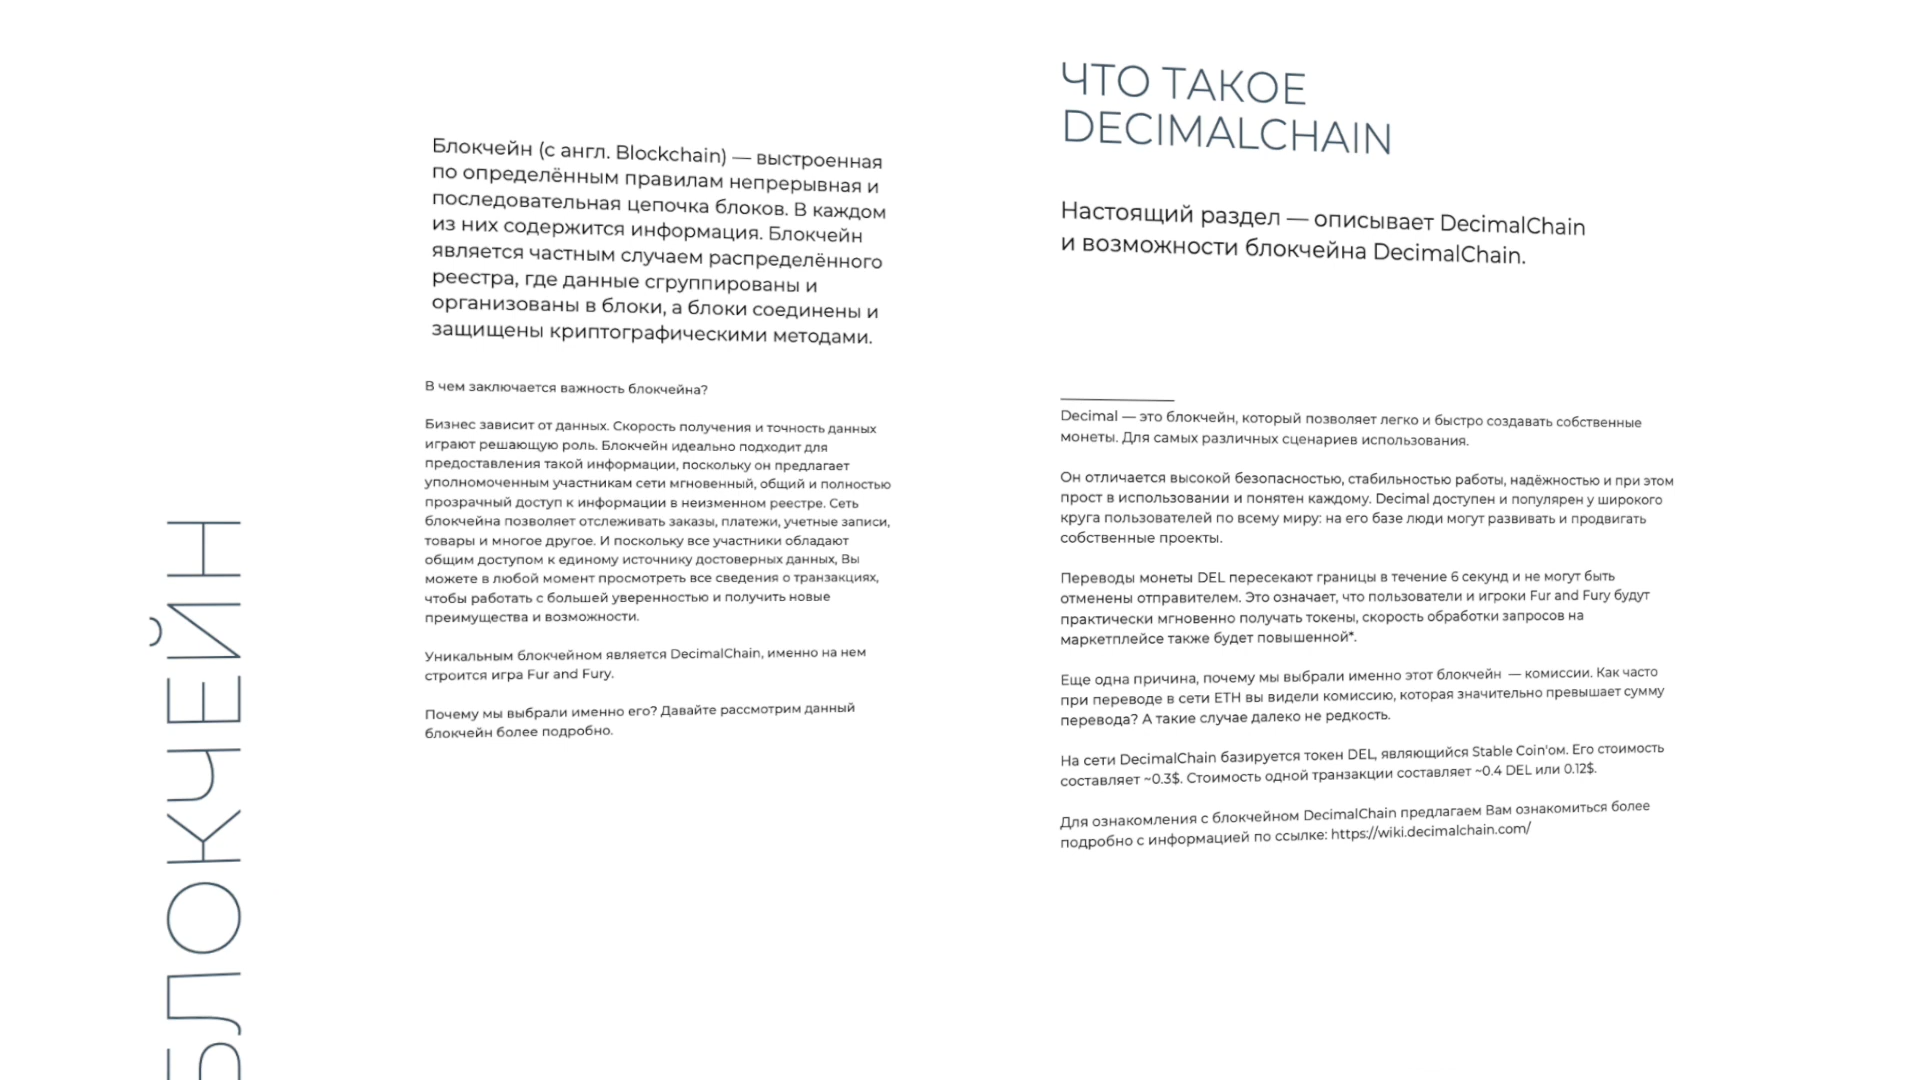 БЛОКЧЕЙН
Блокчейн (с англ. Blockchain) — выстроенная
по определённым правилам непрерывная и
последовательная цепочка блоков. В каждом
из них содержится информация. Блокчейн
является частным случаем распределённого
реестра, где данные сгруппированы и
организованы в блоки, а блоки соединены и
защищены криптографическими методами.
В чем заключается важность блокчейна?
Бизнес зависит от данных. Скорость получения и точность данных
играют решающую роль. Блокчейн идеально подходит для
предоставления такой информации, поскольку он предлагает
уполномоченным участникам сети мгновенный, общий и полностью
прозрачный доступ к информации в неизменном реестре. Сеть
блокчейна позволяет отслеживать заказы, платежи, учетные записи,
товары и многое другое. И поскольку все участники обладают
общим доступом к единому источнику достоверных данных, Вы
можете в любой момент просмотреть все сведения о транзакциях,
чтобы работать с большей уверенностью и получить новые
преимущества и возможности.
Уникальным блокчейном является DecimalChain, именно на нем
строится игра Fur and Fury.
Почему мы выбрали именно его? Давайте рассмотрим данный
блокчейн более подробно.
ЧТО ТАКОЕ
DECIMALCHAIN
Настоящий раздел — описывает DecimalChain
и возможности блокчейна DecimalChain.
Decimal — это блокчейн, который позволяет легко и быстро создавать собственные
монеты. Для самых различных сценариев использования.
Он отличается высокой безопасностью, стабильностью работы, надёжностью и при этом
прост в использовании и понятен каждому. Decimal доступен и популярен у широкого
круга пользователей по всему миру: на его базе люди могут развивать и продвигать
собственные проекты.
Переводы монеты DEL пересекают границы в течение 6 секунд и не могут быть
отменены отправителем. Это означает, что пользователи и игроки Fur and Fury будут
практически мгновенно получать токены, скорость обработки запросов на
маркетплейсе также будет повышенной*.
Еще одна причина, почему мы выбрали именно этот блокчейн — комиссии. Как часто
при переводе в сети ETH вы видели комиссию, которая значительно превышает сумму
перевода? А такие случае далеко не редкость.
На сети DecimalChain базируется токен DEL, являющийся Stable Coin'ом. Его стоимость
составляет ~0.3$. Стоимость одной транзакции составляет ~0.4 DEL или 0.12$.
Для ознакомления с блокчейном DecimalChain предлагаем Вам ознакомиться более
подробно с информацией по ссылке: https://wiki.decimalchain.com/